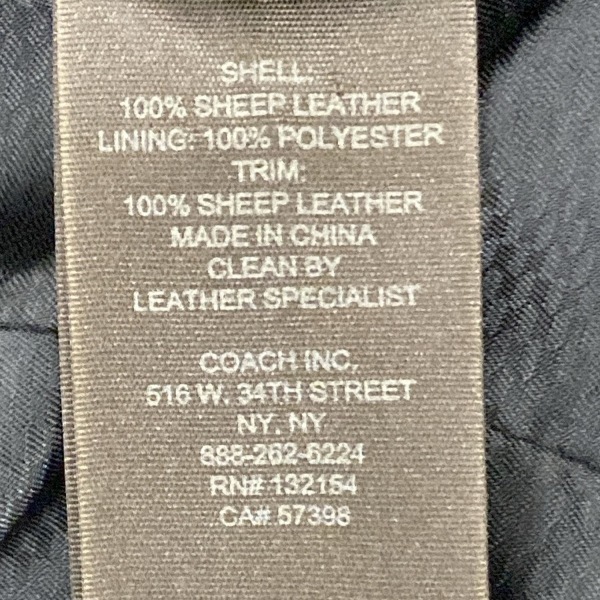 SHELL:
100% SHEEP LEATHER
LINING: 100% POLYESTER
TRIM:
100% SHEEP LEATHER
MADE IN CHINA
CLEAN BY
LEATHER SPECIALIST
COACH INC.
516 W. 34TH STREET
NY, NY
888-262-6224
RN# 132154
CA# 57398